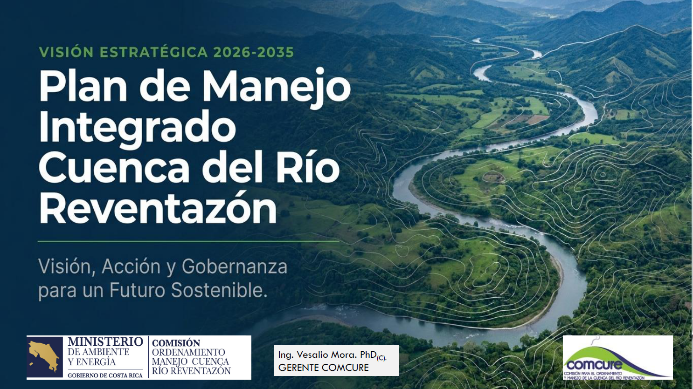 VISIÓN ESTRATÉGICA 2026-2035
Plan de Manejo
Integrado
Cuenca del Río
Reventazón
Visión, Acción y Gobernanza
para un Futuro Sostenible.
MINISTERIO
DE AMBIENTE
Y ENERGÍA
GOBIERNO DE COSTA RICA
COMISIÓN
ORDENAMIENTO
MANEJO CUENCA
RÍO REVENTAZÓN
Ing. Vesalio Mora. PhD(C).
GERENTE COMCURE
comcure
COMISIÓN PARA EL ORDENAMIENTO
Y MANEJO DE LA CUENCA DEL RÍO REVENTAZÓN